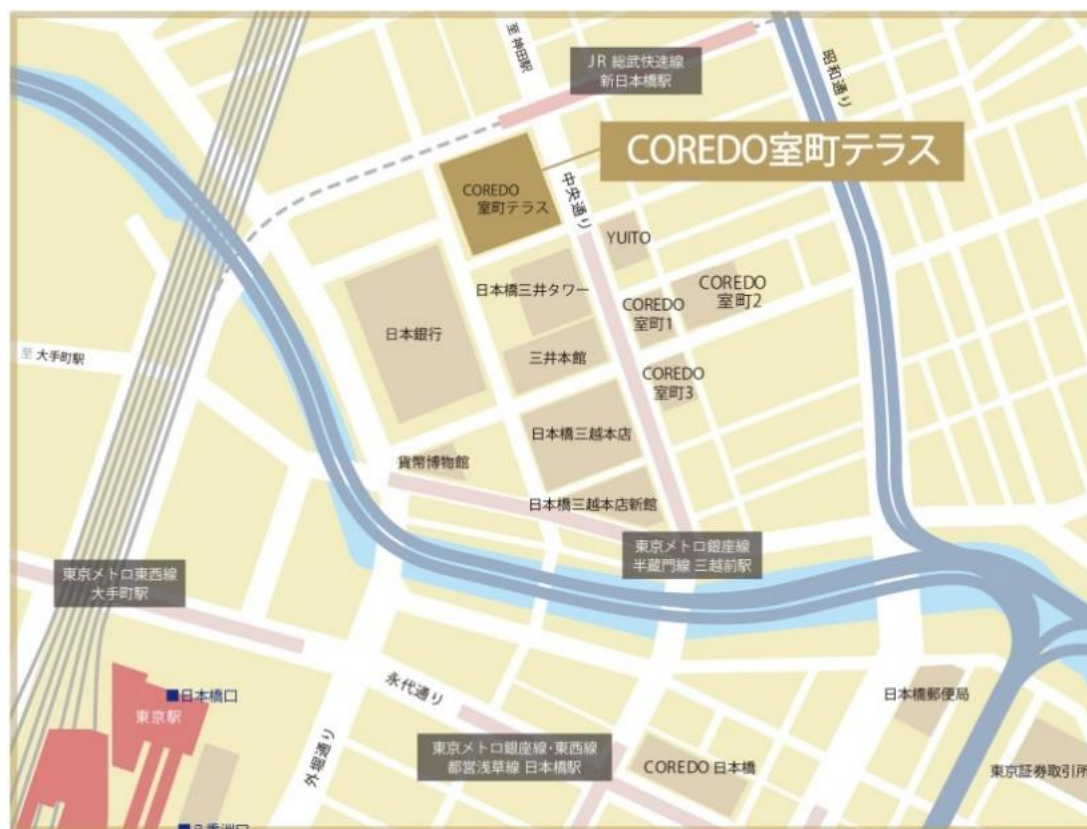 至 神田駅
JR 総武快速線
新日本橋駅
昭和通り
COREDO室町テラス
COREDO
室町テラス
中央通り
YUITO
日本橋三井タワー
COREDO
室町1
COREDO
室町2
日本銀行
至 大手町駅
三井本館
COREDO
室町3
日本橋三越本店
貨幣博物館
日本橋三越本店新館
東京メトロ銀座線
半蔵門線 三越前駅
東京メトロ東西線
大手町駅
永代通り
日本橋口
東京駅
日本橋郵便局
外堀通り
東京メトロ銀座線・東西線
都営浅草線 日本橋駅
COREDO 日本橋
東京証券取引所
八重洲口